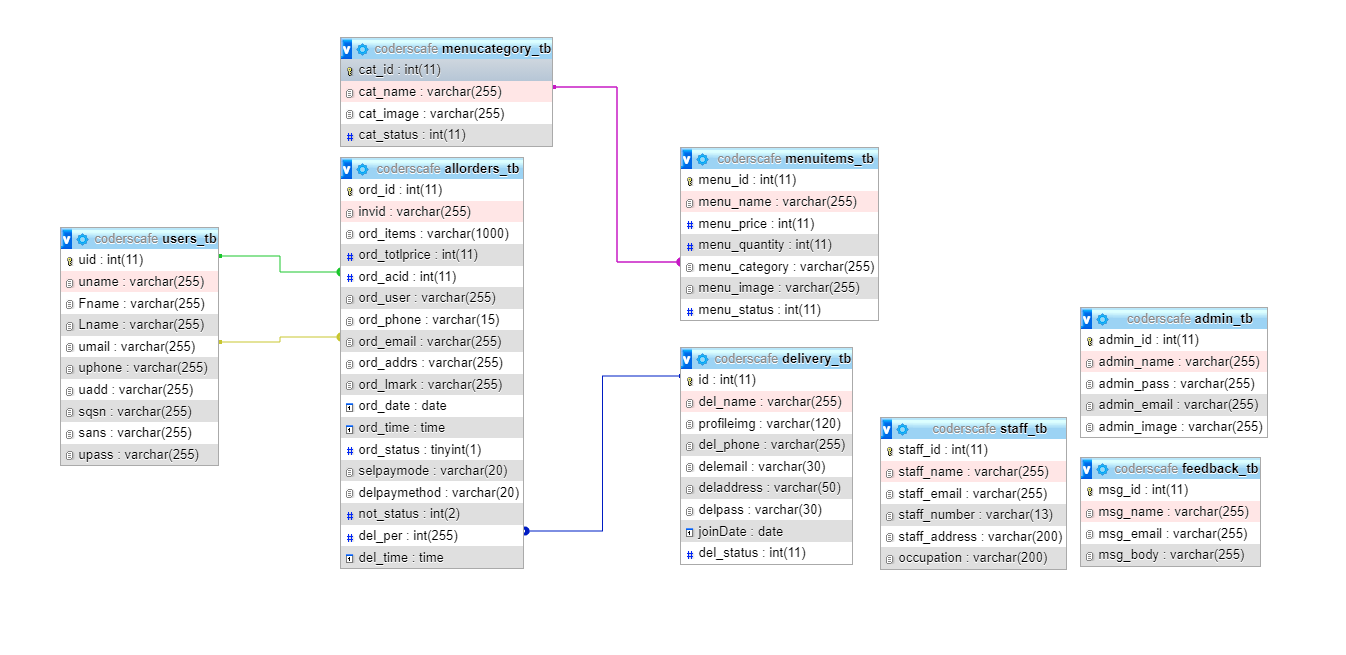 v coderscafe menucategory_tb
cat_id : int(11)
cat_name : varchar(255)
cat_image : varchar(255)
# cat_status : int(11)
v coderscafe allorders_tb
ord_id : int(11)
invid : varchar(255)
ord_items : varchar(1000)
# ord_totlprice : int(11)
# ord_acid : int(11)
ord_user : varchar(255)
ord_phone : varchar(15)
ord_email : varchar(255)
ord_addrs : varchar(255)
ord_lmark : varchar(255)
ord_date : date
ord_time : time
# ord_status : tinyint(1)
selpaymode : varchar(20)
delpaymethod : varchar(20)
# not_status : int(2)
# del_per : int(255)
del_time : time
v coderscafe users_tb
uid : int(11)
uname : varchar(255)
Fname : varchar(255)
Lname : varchar(255)
umail : varchar(255)
uphone : varchar(255)
uadd : varchar(255)
sqsn : varchar(255)
sans : varchar(255)
upass : varchar(255)
v coderscafe menuitems_tb
menu_id : int(11)
menu_name : varchar(255)
# menu_price : int(11)
# menu_quantity : int(11)
menu_category : varchar(255)
menu_image : varchar(255)
# menu_status : int(11)
v coderscafe delivery_tb
id : int(11)
del_name : varchar(255)
profileimg : varchar(120)
del_phone : varchar(255)
delemail : varchar(30)
deladdress : varchar(50)
delpass : varchar(30)
joinDate : date
# del_status : int(11)
v coderscafe staff_tb
staff_id : int(11)
staff_name : varchar(255)
staff_email : varchar(255)
staff_number : varchar(13)
staff_address : varchar(200)
occupation : varchar(200)
v coderscafe admin_tb
admin_id : int(11)
admin_name : varchar(255)
admin_pass : varchar(255)
admin_email : varchar(255)
admin_image : varchar(255)
v coderscafe feedback_tb
msg_id : int(11)
msg_name : varchar(255)
msg_email : varchar(255)
msg_body : varchar(255)